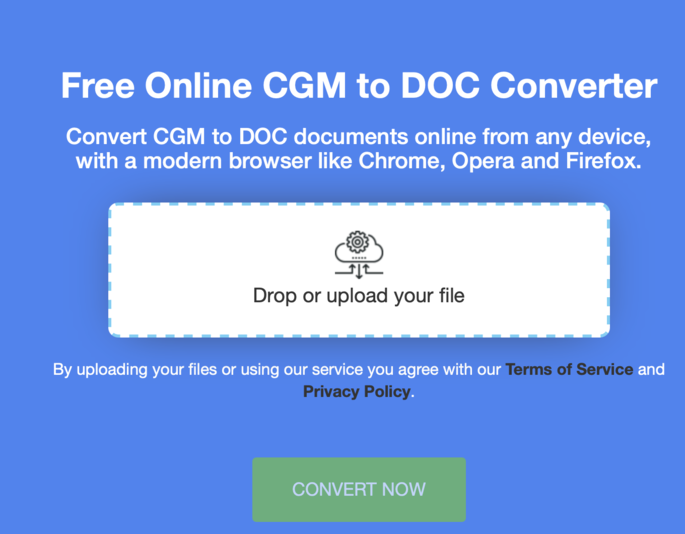 Free Online CGM to DOC Converter
Convert CGM to DOC documents online from any device,
with a modern browser like Chrome, Opera and Firefox.
Drop or upload your file
By uploading your files or using our service you agree with our Terms of Service and
Privacy Policy.
CONVERT NOW